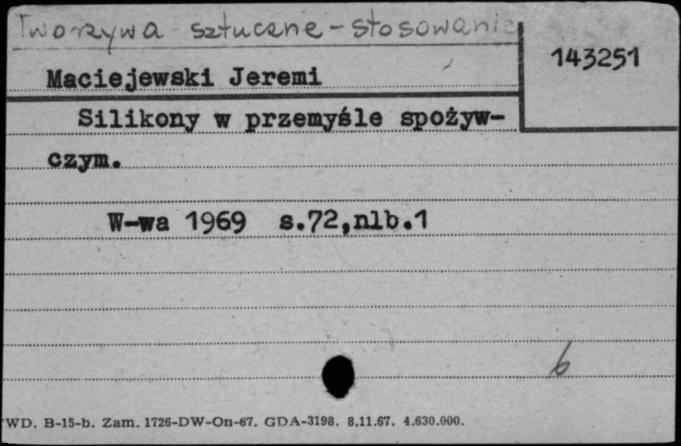 Tworzywa sztuczne - stosowanie
143251
Maciejewski Jeremi
Silikony w przemyśle spożyw-
czym.
W-wa 1969 s.72,nlb.1
6
WD. B-15-b. Zam. 1726-DW-On-67. GDA-3198. 8.11.67. 4.630.000.